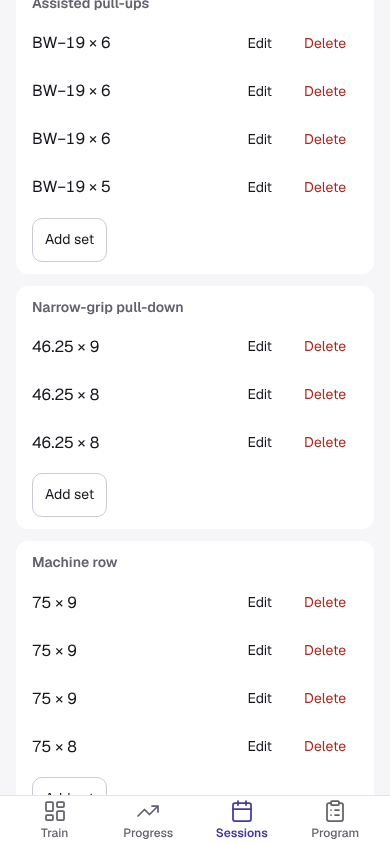 Assisted pull-ups
BW−19 × 6 Edit Delete
BW−19 × 6 Edit Delete
BW−19 × 6 Edit Delete
BW−19 × 5 Edit Delete
Add set
Narrow-grip pull-down
46.25 × 9 Edit Delete
46.25 × 8 Edit Delete
46.25 × 8 Edit Delete
Add set
Machine row
75 × 9 Edit Delete
75 × 9 Edit Delete
75 × 9 Edit Delete
75 × 8 Edit Delete
Train Progress Sessions Program